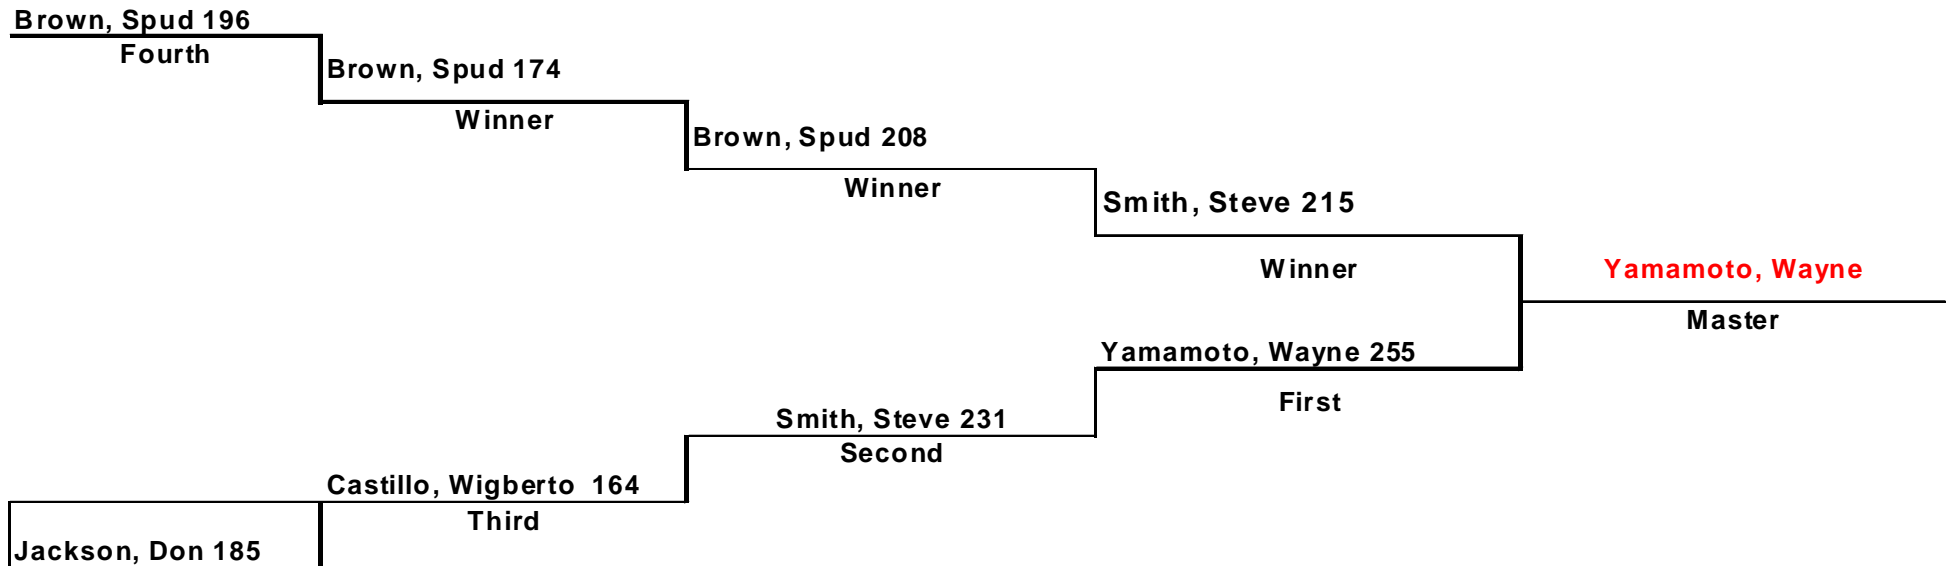 Brown, Spud 196
Fourth
Brown, Spud 174
Winner
Brown, Spud 208
Winner
Smith, Steve 215
Winner
Yamamoto, Wayne
Master
Yamamoto, Wayne 255
First
Smith, Steve 231
Second
Castillo, Wigberto 164
Third
Jackson, Don 185